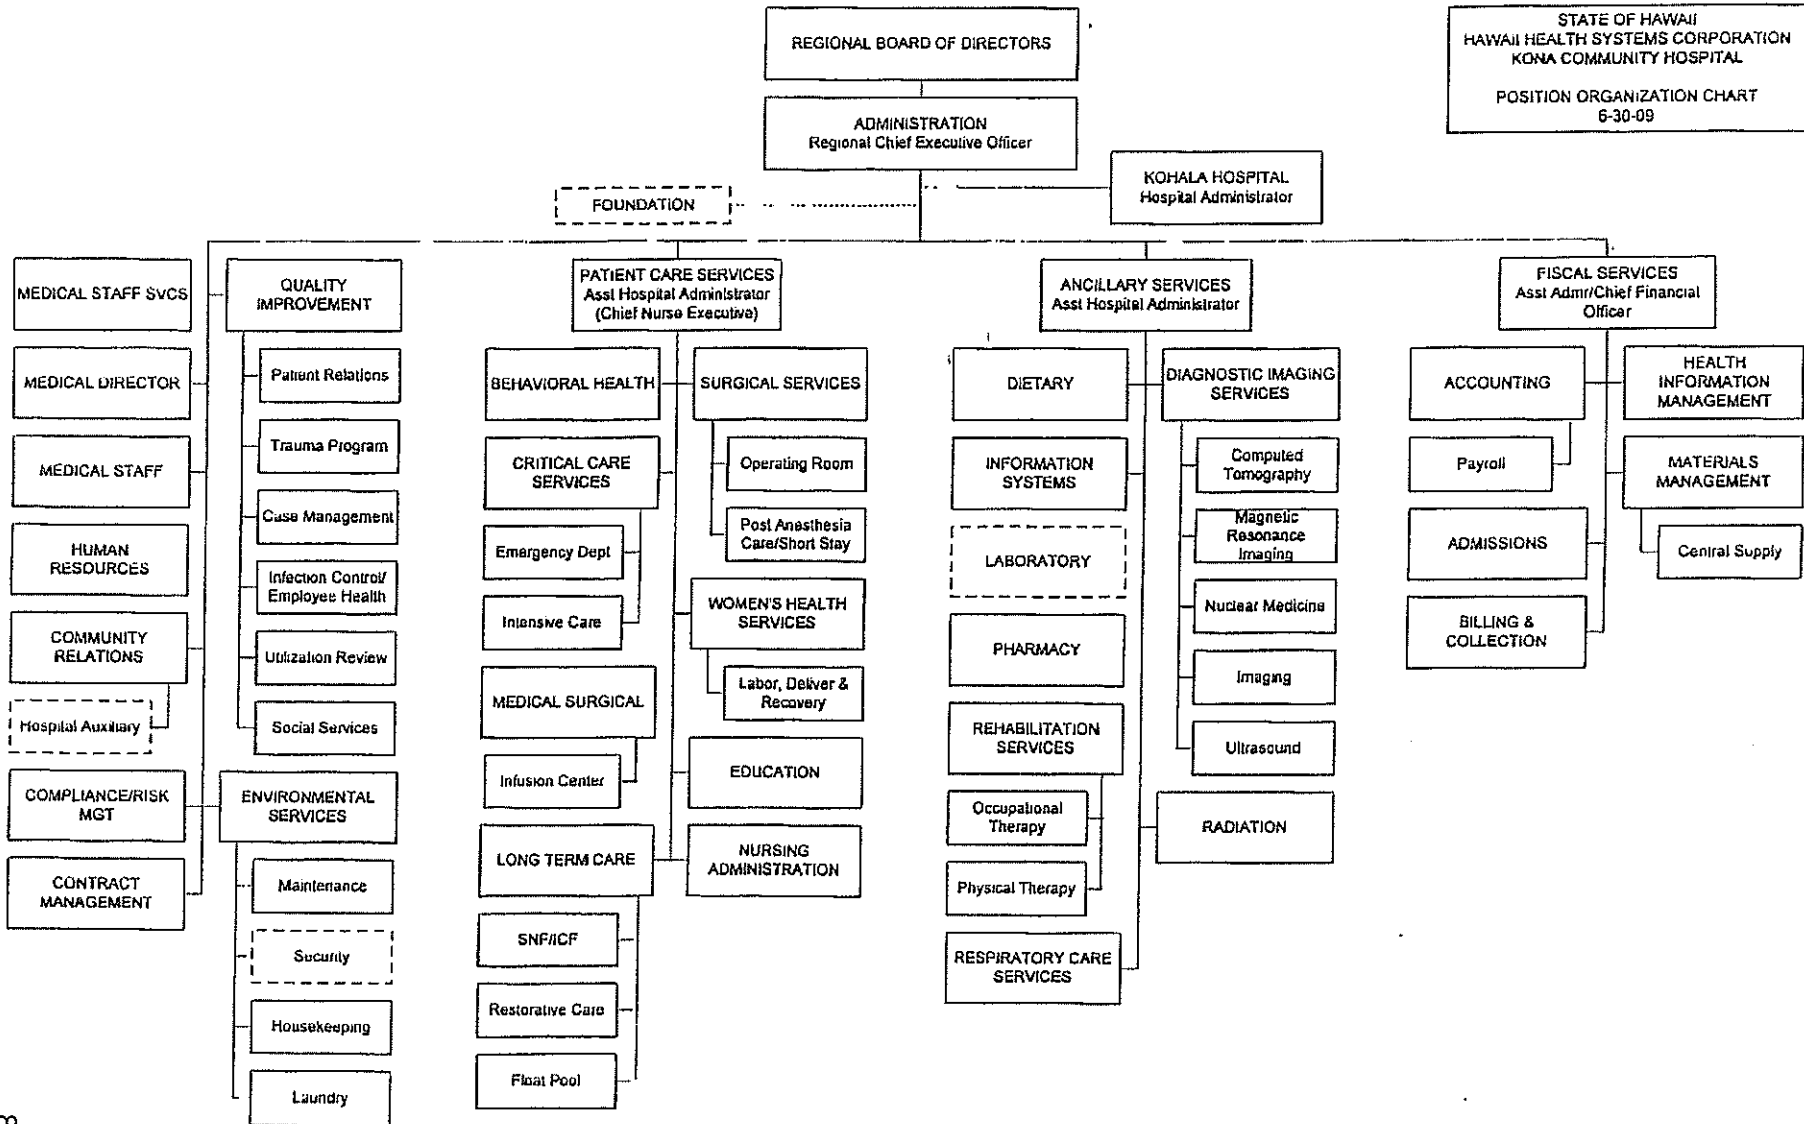 REGIONAL BOARD OF DIRECTORS
STATE OF HAWAII
HAWAII HEALTH SYSTEMS CORPORATION
KONA COMMUNITY HOSPITAL
POSITION ORGANIZATION CHART
6-30-09
ADMINISTRATION
Regional Chief Executive Officer
KOHALA HOSPITAL
Hospital Administrator
FOUNDATION
MEDICAL STAFF SVCS
MEDICAL DIRECTOR
MEDICAL STAFF
HUMAN
RESOURCES
COMMUNITY
RELATIONS
Hospital Auxiliary
COMPLIANCE/RISK
MGT
CONTRACT
MANAGEMENT
QUALITY
IMPROVEMENT
Patient Relations
Trauma Program
Case Management
Infection Control/
Employee Health
Utilization Review
Social Services
ENVIRONMENTAL
SERVICES
Maintenance
Security
Housekeeping
Laundry
PATIENT CARE SERVICES
Asst Hospital Administrator
(Chief Nurse Executive)
BEHAVIORAL HEALTH
CRITICAL CARE
SERVICES
Emergency Dept
Intensive Care
MEDICAL SURGICAL
Infusion Center
LONG TERM CARE
SNF/ICF
Restorative Care
Float Pool
SURGICAL SERVICES
Operating Room
Post Anesthesia
Care/Short Stay
WOMEN'S HEALTH
SERVICES
Labor, Deliver &
Recovery
EDUCATION
NURSING
ADMINISTRATION
ANCILLARY SERVICES
Asst Hospital Administrator
DIETARY
INFORMATION
SYSTEMS
LABORATORY
PHARMACY
REHABILITATION
SERVICES
Occupational
Therapy
Physical Therapy
RESPIRATORY CARE
SERVICES
DIAGNOSTIC IMAGING
SERVICES
Computed
Tomography
Magnetic
Resonance
Imaging
Nuclear Medicine
Imaging
Ultrasound
RADIATION
FISCAL SERVICES
Asst Admr/Chief Financial
Officer
ACCOUNTING
Payroll
ADMISSIONS
BILLING &
COLLECTION
HEALTH
INFORMATION
MANAGEMENT
MATERIALS
MANAGEMENT
Central Supply